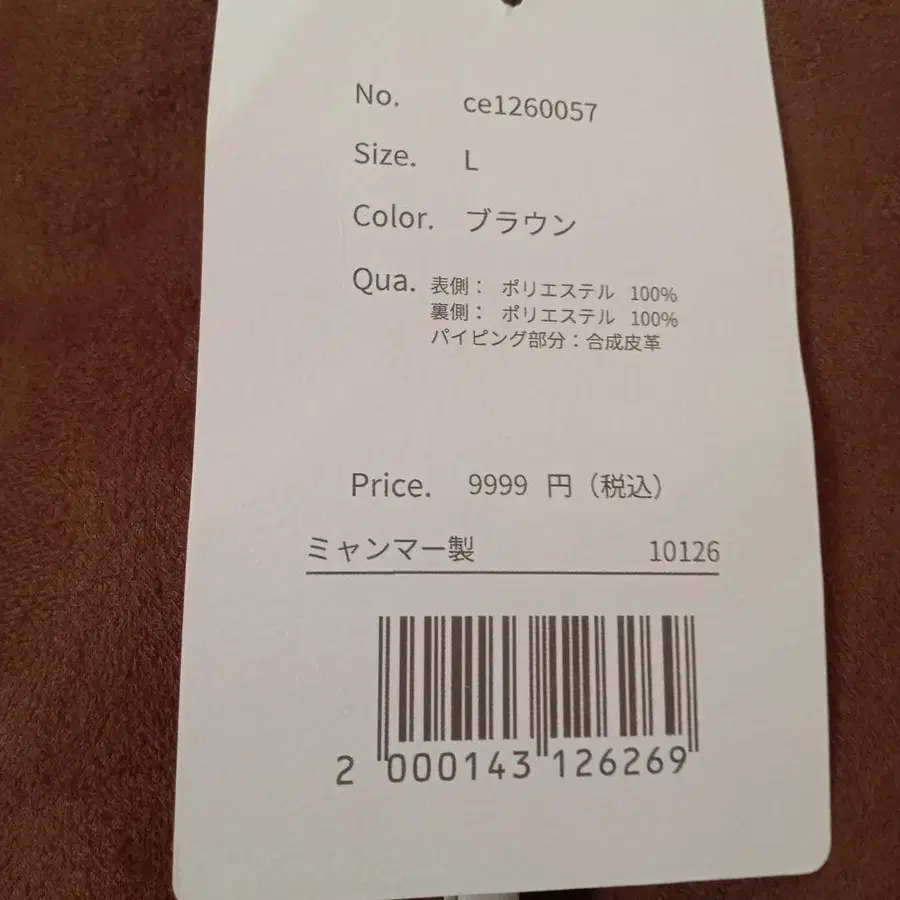 No. ce1260057
Size. L
Color. ブラウン
Qua. 表側： ポリエステル 100%
裏側： ポリエステル 100%
パイピング部分：合成皮革
Price. 9999 円（税込）
ミャンマー製 10126
2 000143 126269